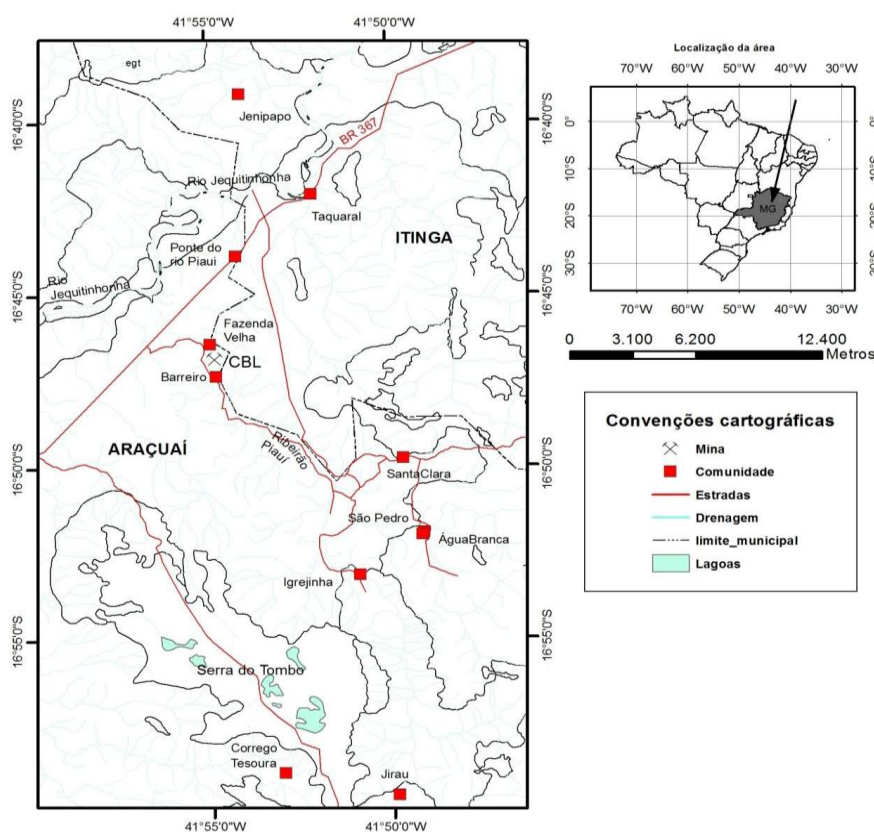 41°55'0"W
41°50'0"W
egt
Jenipapo
16°40'0"S
16°40'0"S
BR 367
Rio Jequitinhonha
Taquaral
ITINGA
Ponte do
rio Piaui
Rio
Jequitinhonha
16°45'0"S
16°45'0"S
Fazenda
Velha
CBL
Barreiro
ARAÇUAÍ
Ribeirão
Piauí
16°50'0"S
16°50'0"S
SantaClara
São Pedro
ÁguaBranca
Igrejinha
16°55'0"S
16°55'0"S
Serra do Tombo
Corrego
Tesoura
Jirau
41°55'0"W
41°50'0"W
Localização da área
70°W 60°W 50°W 40°W 30°W
0°
0°
10°S
10°S
MG
20°S
20°S
30°S
30°S
70°W 60°W 50°W 40°W 30°W
0 3.100 6.200 12.400
Metros
Convenções cartográficas
Mina
Comunidade
Estradas
Drenagem
limite_municipal
Lagoas